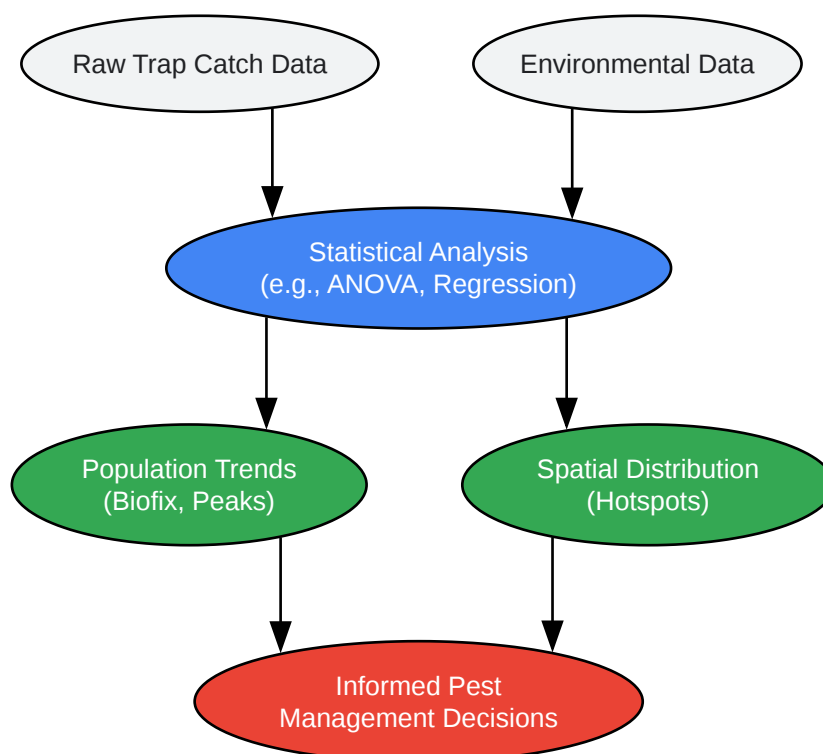 Raw Trap Catch Data
Environmental Data
Statistical Analysis
(e.g., ANOVA, Regression)
Population Trends
(Biofix, Peaks)
Spatial Distribution
(Hotspots)
Informed Pest
Management Decisions